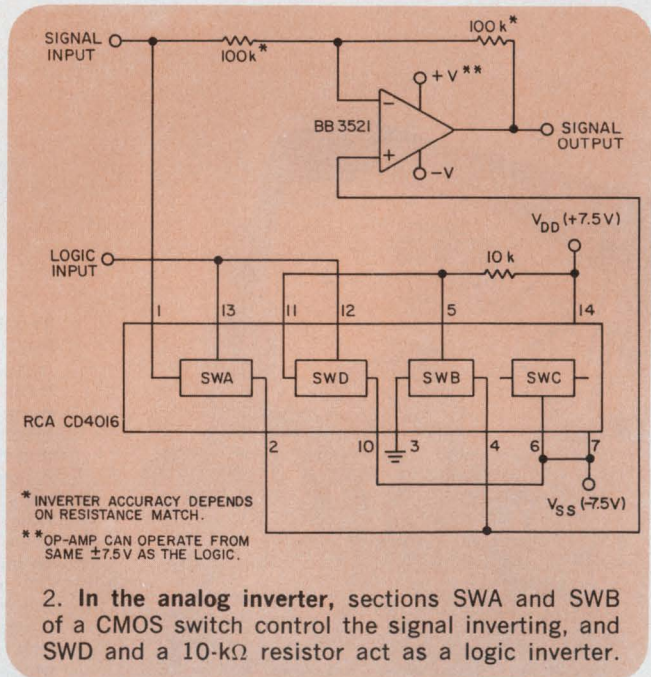 SIGNAL INPUT
100k*
100k*
+V**
BB 3521
−
+
−V
SIGNAL OUTPUT
VDD (+7.5V)
LOGIC INPUT
10 k
1 13 11 12 5 14
SWA SWD SWB SWC
RCA CD4016
2 10 3 4 6 7
VSS (-7.5V)
* INVERTER ACCURACY DEPENDS
ON RESISTANCE MATCH.
** OP-AMP CAN OPERATE FROM
SAME ±7.5V AS THE LOGIC.
2. In the analog inverter, sections SWA and SWB
of a CMOS switch control the signal inverting, and
SWD and a 10-kΩ resistor act as a logic inverter.